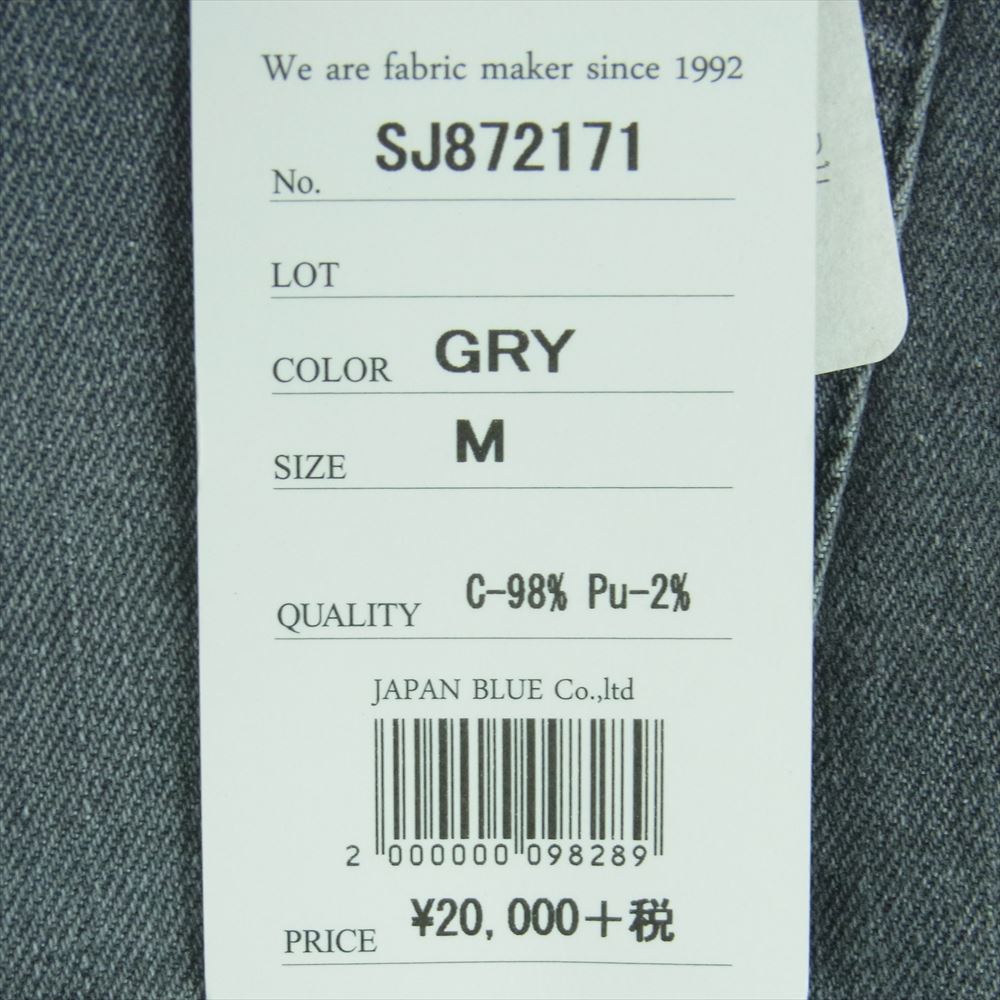 We are fabric maker since 1992
No. SJ872171
LOT
COLOR GRY
SIZE M
QUALITY C-98% Pu-2%
JAPAN BLUE Co.,ltd
2 000000 098289
PRICE ¥20,000+税